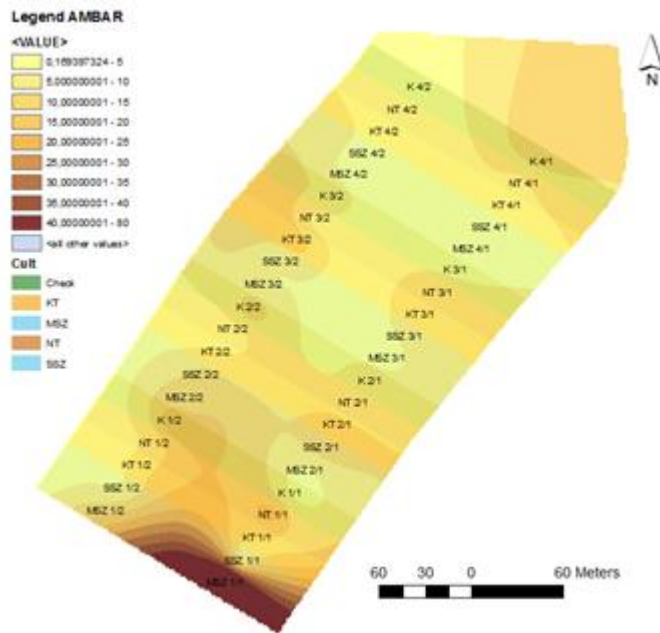 Legend AMBAR
<VALUE>
0,169397324 - 5
5,000000001 - 10
10,00000001 - 15
15,00000001 - 20
20,00000001 - 25
25,00000001 - 30
30,00000001 - 35
35,00000001 - 40
40,00000001 - 80
<all other values>
Cult
Check
KT
MSZ
NT
SSZ
N
K 4/2
NT 4/2
KT 4/2
SSZ 4/2
MSZ 4/2
K 3/2
NT 3/2
KT 3/2
SSZ 3/2
MSZ 3/2
K 2/2
NT 2/2
KT 2/2
SSZ 2/2
MSZ 2/2
K 1/2
NT 1/2
KT 1/2
SSZ 1/2
MSZ 1/2
K 4/1
NT 4/1
KT 4/1
SSZ 4/1
MSZ 4/1
K 3/1
NT 3/1
KT 3/1
SSZ 3/1
MSZ 3/1
K 2/1
NT 2/1
KT 2/1
SSZ 2/1
MSZ 2/1
K 1/1
NT 1/1
KT 1/1
SSZ 1/1
MSZ 1/1
60 30 0 60 Meters